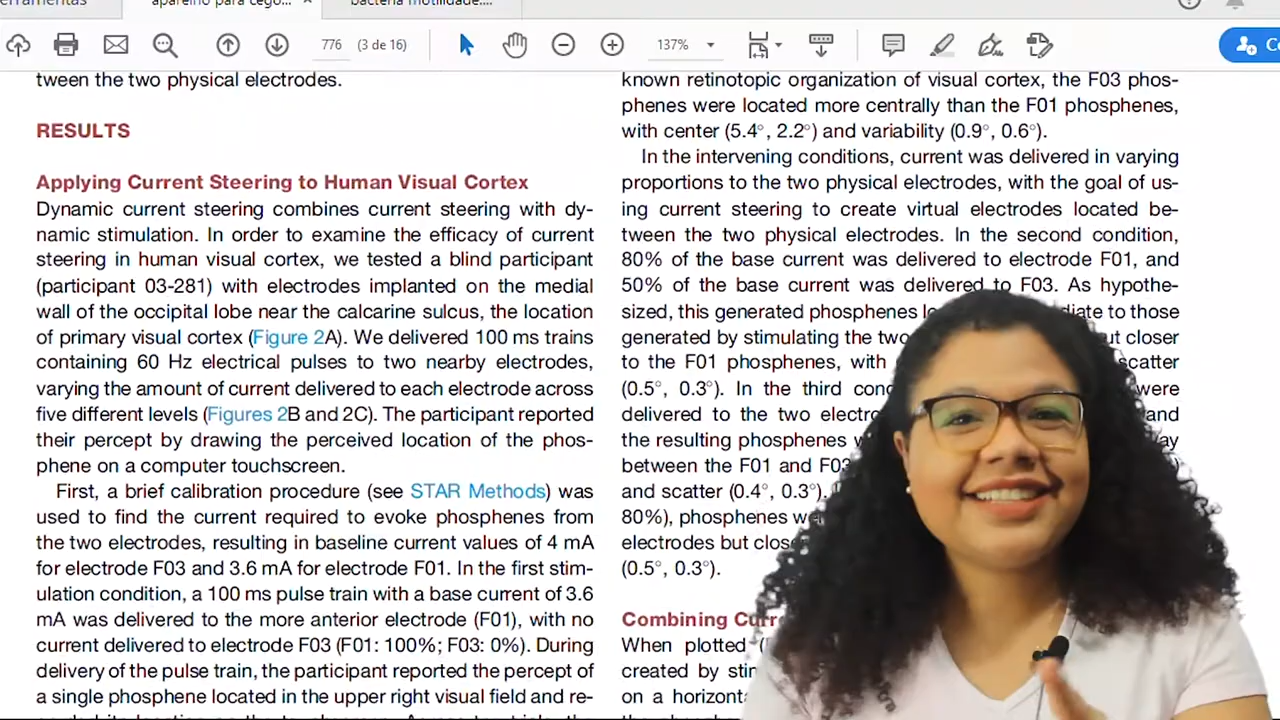 aparelho para cego...
bacteria motilidade....
776 (3 de 16)
137%
tween the two physical electrodes.
RESULTS
Applying Current Steering to Human Visual Cortex
Dynamic current steering combines current steering with dy-
namic stimulation. In order to examine the efficacy of current
steering in human visual cortex, we tested a blind participant
(participant 03-281) with electrodes implanted on the medial
wall of the occipital lobe near the calcarine sulcus, the location
of primary visual cortex (Figure 2A). We delivered 100 ms trains
containing 60 Hz electrical pulses to two nearby electrodes,
varying the amount of current delivered to each electrode across
five different levels (Figures 2B and 2C). The participant reported
their percept by drawing the perceived location of the phos-
phene on a computer touchscreen.
First, a brief calibration procedure (see STAR Methods) was
used to find the current required to evoke phosphenes from
the two electrodes, resulting in baseline current values of 4 mA
for electrode F03 and 3.6 mA for electrode F01. In the first stim-
ulation condition, a 100 ms pulse train with a base current of 3.6
mA was delivered to the more anterior electrode (F01), with no
current delivered to electrode F03 (F01: 100%; F03: 0%). During
delivery of the pulse train, the participant reported the percept of
a single phosphene located in the upper right visual field and re-
known retinotopic organization of visual cortex, the F03 phos-
phenes were located more centrally than the F01 phosphenes,
with center (5.4°, 2.2°) and variability (0.9°, 0.6°).
In the intervening conditions, current was delivered in varying
proportions to the two physical electrodes, with the goal of us-
ing current steering to create virtual electrodes located be-
tween the two physical electrodes. In the second condition,
80% of the base current was delivered to electrode F01, and
50% of the base current was delivered to F03. As hypothe-
sized, this generated phosphenes diate to those
generated by stimulating the two ut closer
to the F01 phosphenes, with scatter
(0.5°, 0.3°). In the third were
delivered to the two and
the resulting phosphenes
between the F01 and F03
and scatter (0.4°, 0.3°).
80%), phosphenes
electrodes but
(0.5°, 0.3°).
Combining
When plotted
created by
on a